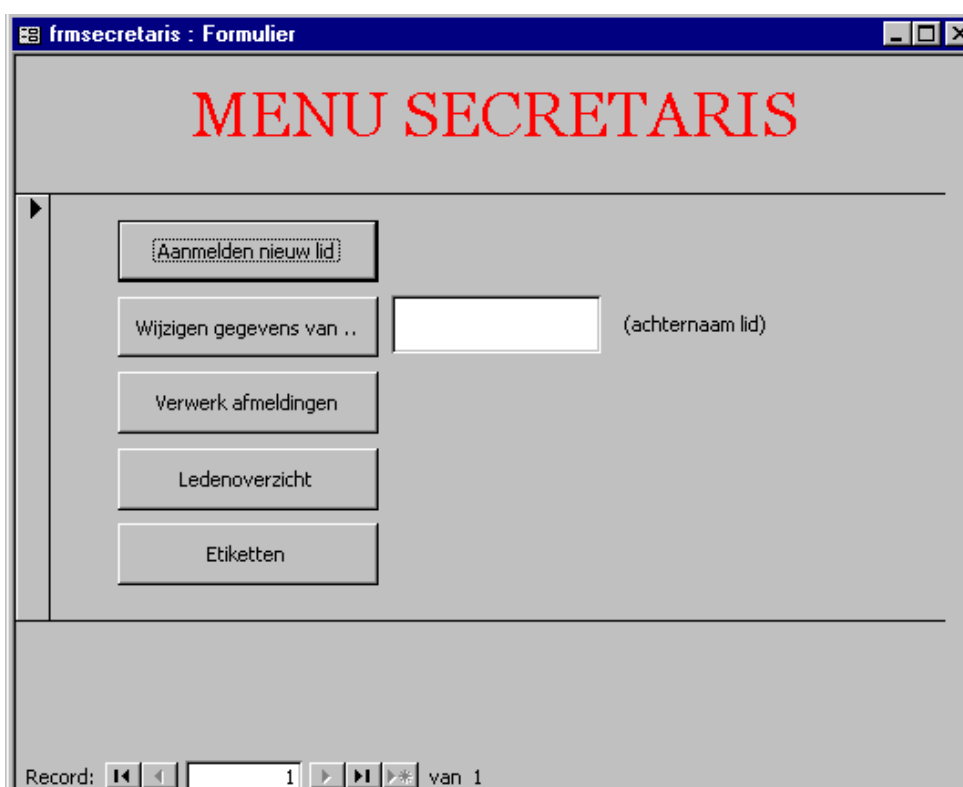 frmsecretaris : Formulier
MENU SECRETARIS
Aanmelden nieuw lid
Wijzigen gegevens van .. (achternaam lid)
Verwerk afmeldingen
Ledenoverzicht
Etiketten
Record: 1 van 1